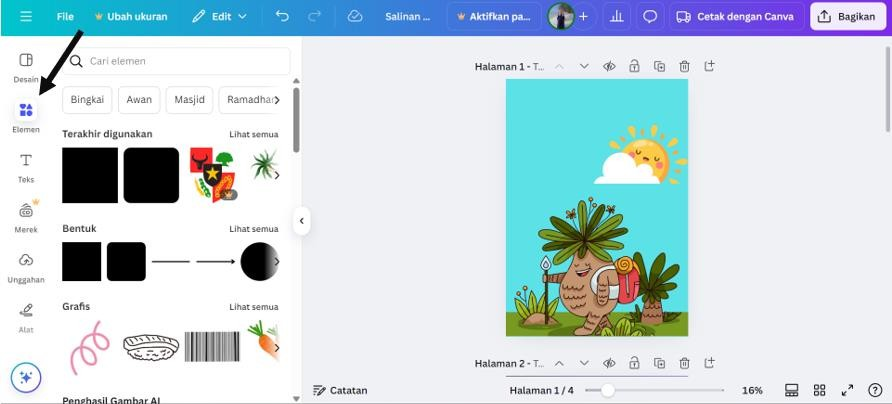 File
Ubah ukuran
Edit
Salinan ...
Aktifkan pa...
Cetak dengan Canva
Bagikan
Desain
Elemen
Teks
Merek
Unggahan
Alat
Cari elemen
Bingkai
Awan
Masjid
Ramadhan
Terakhir digunakan
Lihat semua
Bentuk
Lihat semua
Grafis
Lihat semua
Penghasil Gambar AI
Halaman 1 - T...
Halaman 2 - T...
Catatan
Halaman 1 / 4
16%